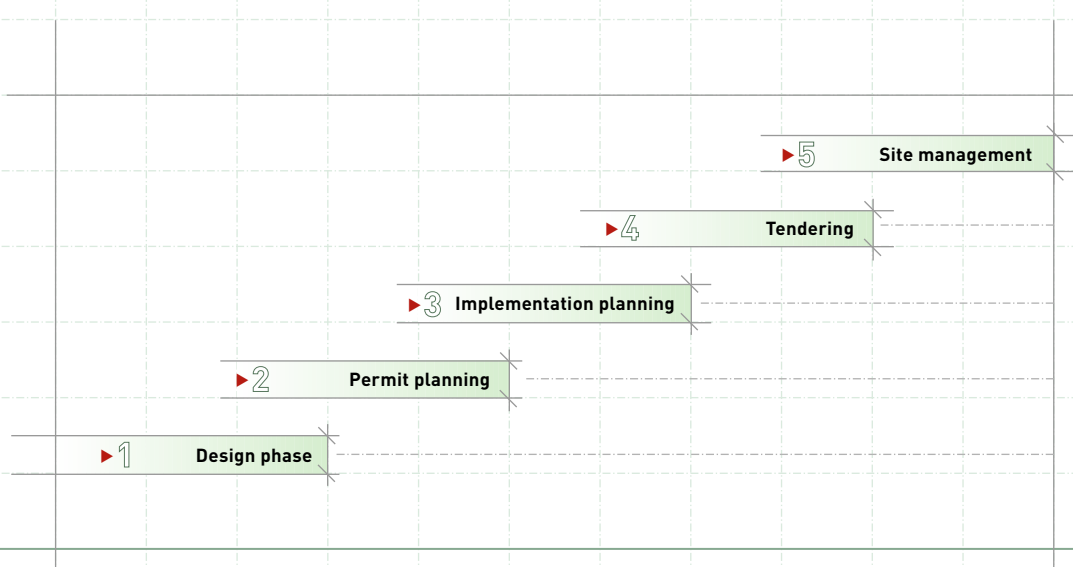 5 Site management
4 Tendering
3 Implementation planning
2 Permit planning
1 Design phase